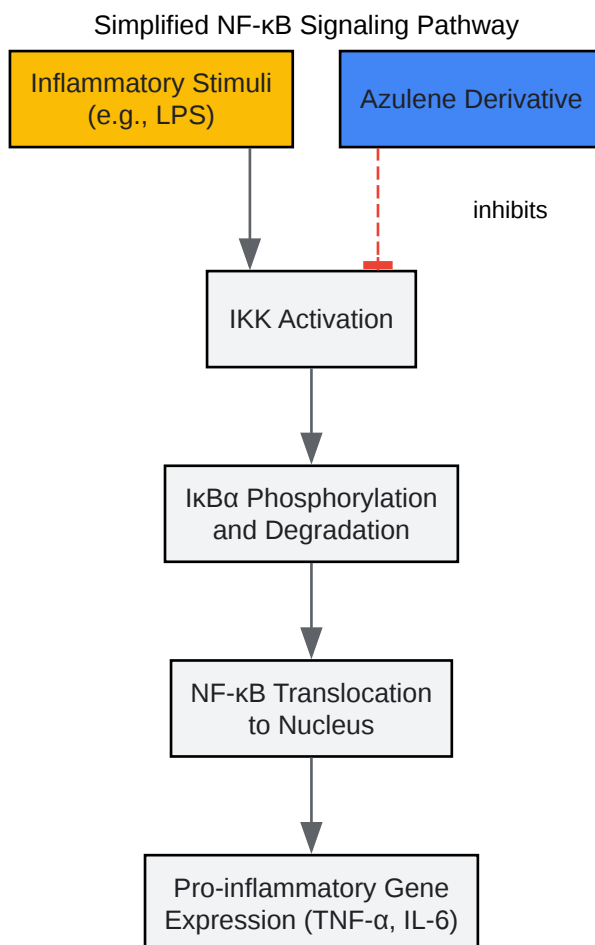 Simplified NF-κB Signaling Pathway
Inflammatory Stimuli
(e.g., LPS)
Azulene Derivative
inhibits
IKK Activation
IκBα Phosphorylation
and Degradation
NF-κB Translocation
to Nucleus
Pro-inflammatory Gene
Expression (TNF-α, IL-6)